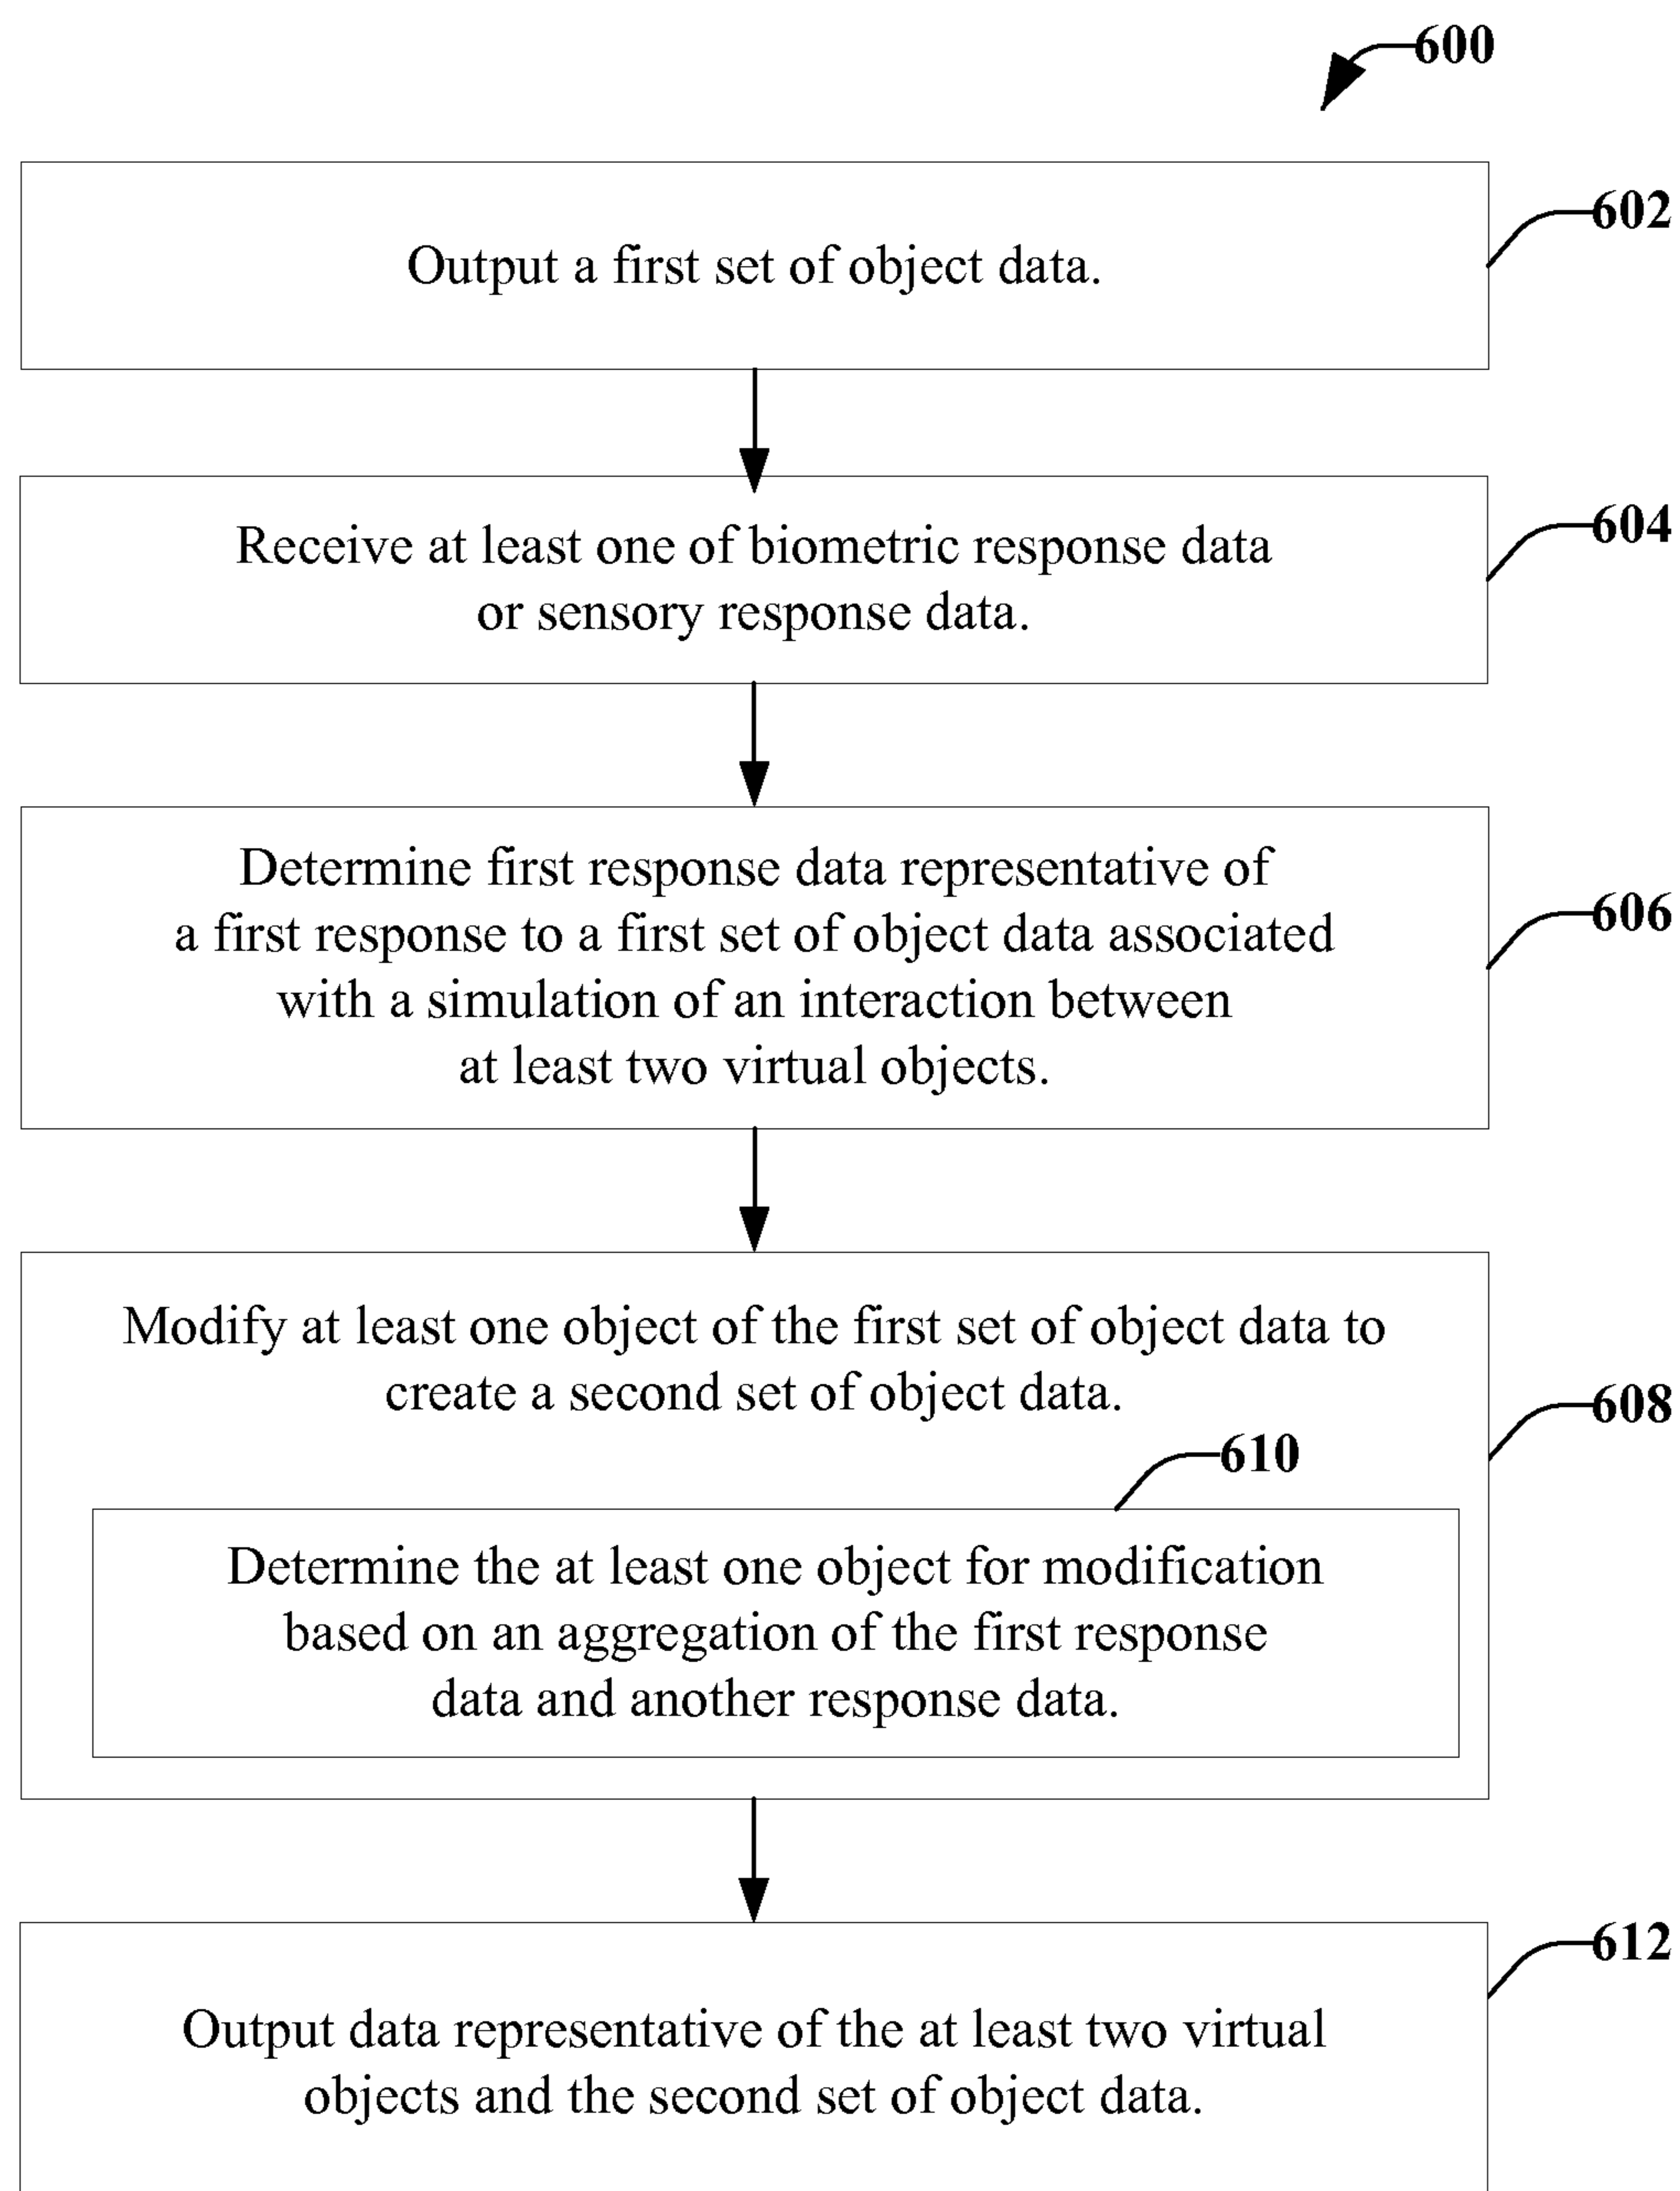 600
602
Output a first set of object data.
604
Receive at least one of biometric response data
or sensory response data.
606
Determine first response data representative of
a first response to a first set of object data associated
with a simulation of an interaction between
at least two virtual objects.
608
Modify at least one object of the first set of object data to
create a second set of object data.
610
Determine the at least one object for modification
based on an aggregation of the first response
data and another response data.
612
Output data representative of the at least two virtual
objects and the second set of object data.